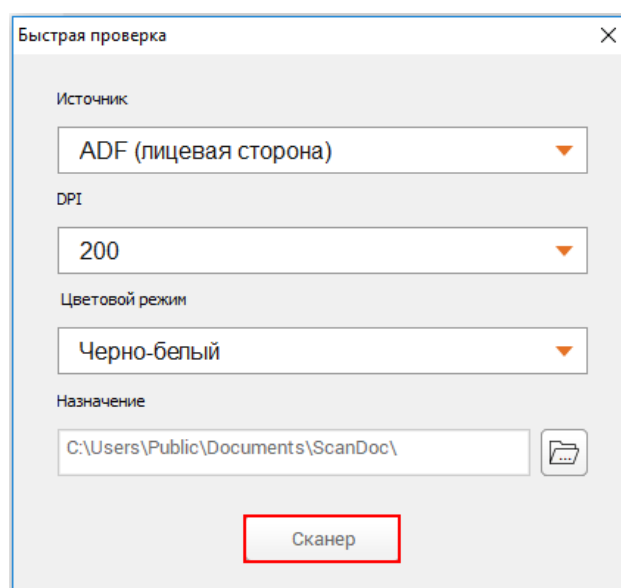 Быстрая проверка
Источник
ADF (лицевая сторона)
DPI
200
Цветовой режим
Черно-белый
Назначение
C:\Users\Public\Documents\ScanDoc\
Сканер